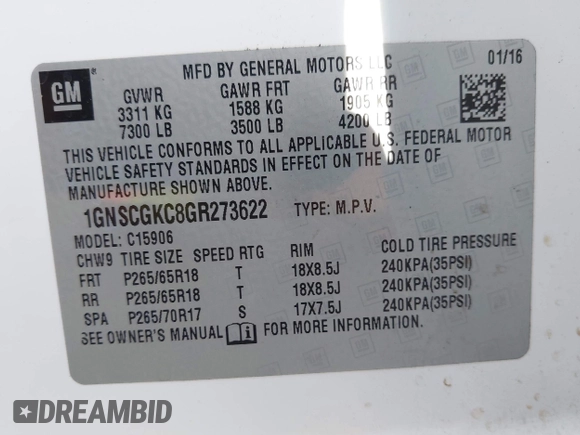 GM
MFD BY GENERAL MOTORS LLC
01/16
GVWR GAWR FRT GAWR RR
3311 KG 1588 KG 1905 KG
7300 LB 3500 LB 4200 LB
THIS VEHICLE CONFORMS TO ALL APPLICABLE U.S. FEDERAL MOTOR
VEHICLE SAFETY STANDARDS IN EFFECT ON THE DATE OF
MANUFACTURE SHOWN ABOVE.
1GNSCGKC8GR273622 TYPE: M.P.V.
MODEL: C15906
CHW9 TIRE SIZE SPEED RTG RIM COLD TIRE PRESSURE
FRT P265/65R18 T 18X8.5J 240KPA(35PSI)
RR P265/65R18 T 18X8.5J 240KPA(35PSI)
SPA P265/70R17 S 17X7.5J 240KPA(35PSI)
SEE OWNER'S MANUAL FOR MORE INFORMATION.
DREAMBID